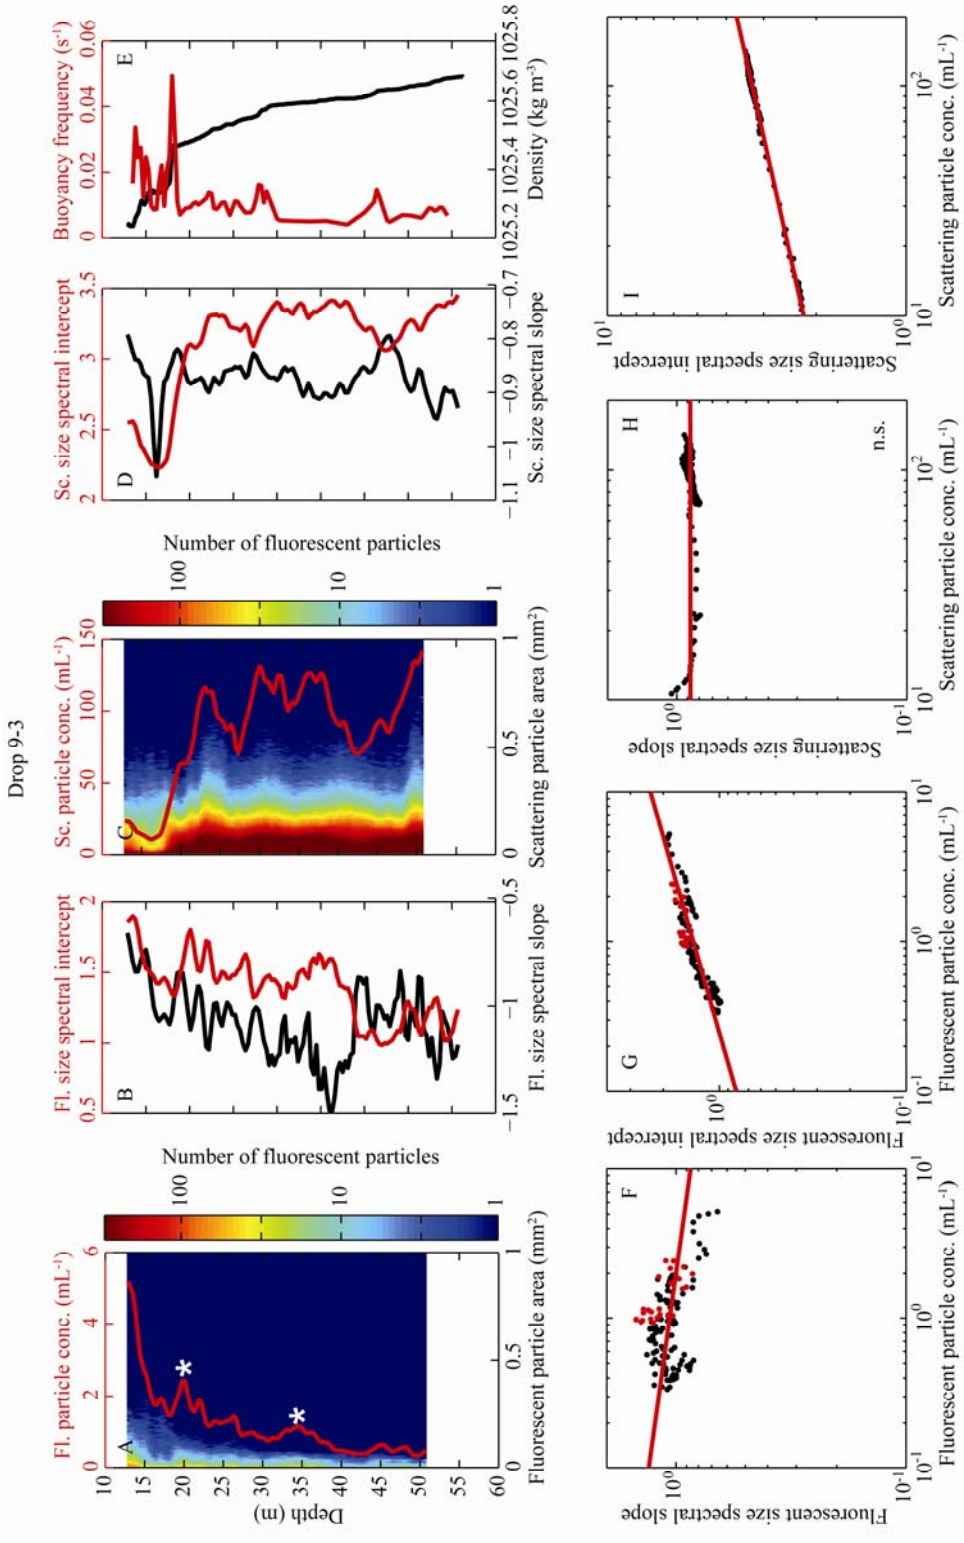 Drop 9-3
Fl. particle conc. (mL-1)
0 2 4 6
A
*
*
10
15
20
25
30
35
40
45
50
55
60
Depth (m)
0 0.5 1
Fluorescent particle area (mm2)
1 10 100
Number of fluorescent particles
Fl. size spectral intercept
0.5 1 1.5 2
B
−1.5 −1 −0.5
Fl. size spectral slope
Sc. particle conc. (mL-1)
0 50 100 150
C
0 0.5 1
Scattering particle area (mm2)
1 10 100
Number of fluorescent particles
Sc. size spectral intercept
2 2.5 3 3.5
D
−1.1 −1 −0.9 −0.8 −0.7
Sc. size spectral slope
Buoyancy frequency (s-1)
0 0.02 0.04 0.06
E
1025.2 1025.4 1025.6 1025.8
Density (kg m-3)
F
Fluorescent size spectral slope
100
10-1
10-1 100 101
Fluorescent particle conc. (mL-1)
G
Fluorescent size spectral intercept
100
10-1
10-1 100 101
Fluorescent particle conc. (mL-1)
H
n.s.
Scattering size spectral slope
100
10-1
101 102
Scattering particle conc. (mL-1)
I
Scattering size spectral intercept
101
100
10 102
Scattering particle conc. (mL-1)